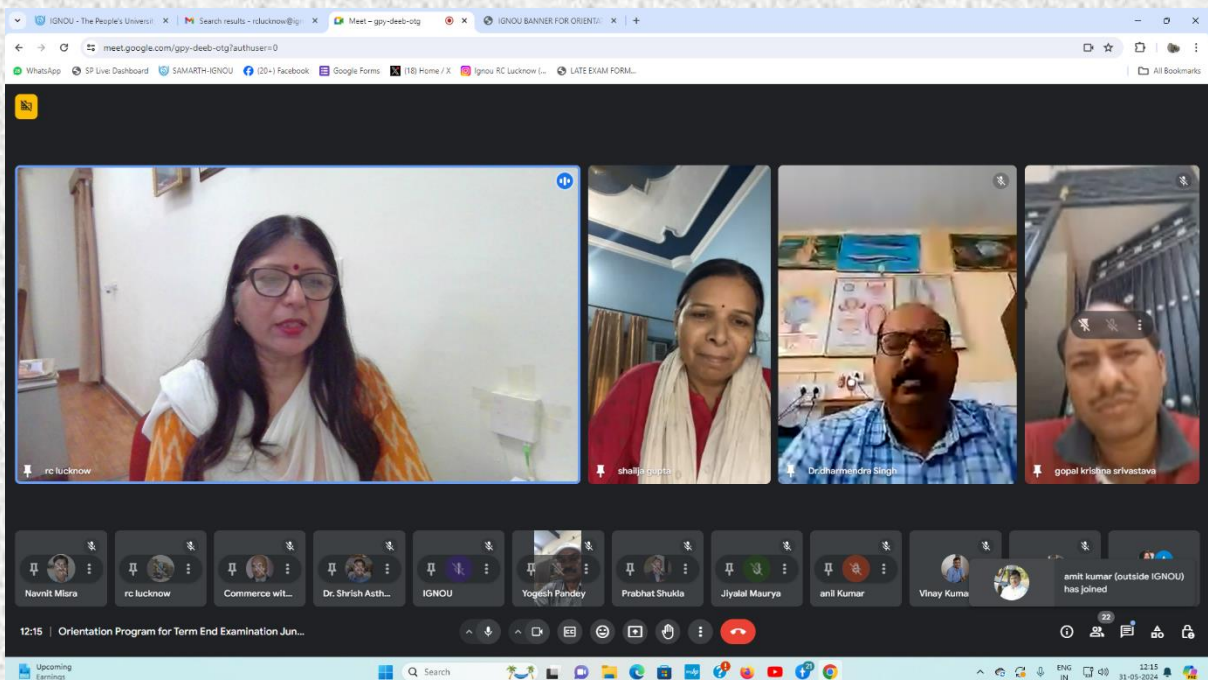 IGNOU - The People's Universit
Search results - rclucknow@ign
Meet – gpy-deeb-otg
IGNOU BANNER FOR ORIENTA
meet.google.com/gpy-deeb-otg?authuser=0
WhatsApp
SP Live: Dashboard
SAMARTH-IGNOU
(20+) Facebook
Google Forms
(18) Home / X
Ignou RC Lucknow (...
LATE EXAM FORM...
All Bookmarks
rc lucknow
shailja gupta
Dr.dharmendra Singh
gopal krishna srivastava
Navnit Misra
rc lucknow
Commerce wit...
Dr. Shrish Asth...
IGNOU
Yogesh Pandey
Prabhat Shukla
Jiyalal Maurya
anil Kumar
Vinay Kuma
amit kumar (outside IGNOU)
has joined
12:15 | Orientation Program for Term End Examination Jun...
22
Upcoming
Earnings
Search
ENG
IN
12:15
31-05-2024